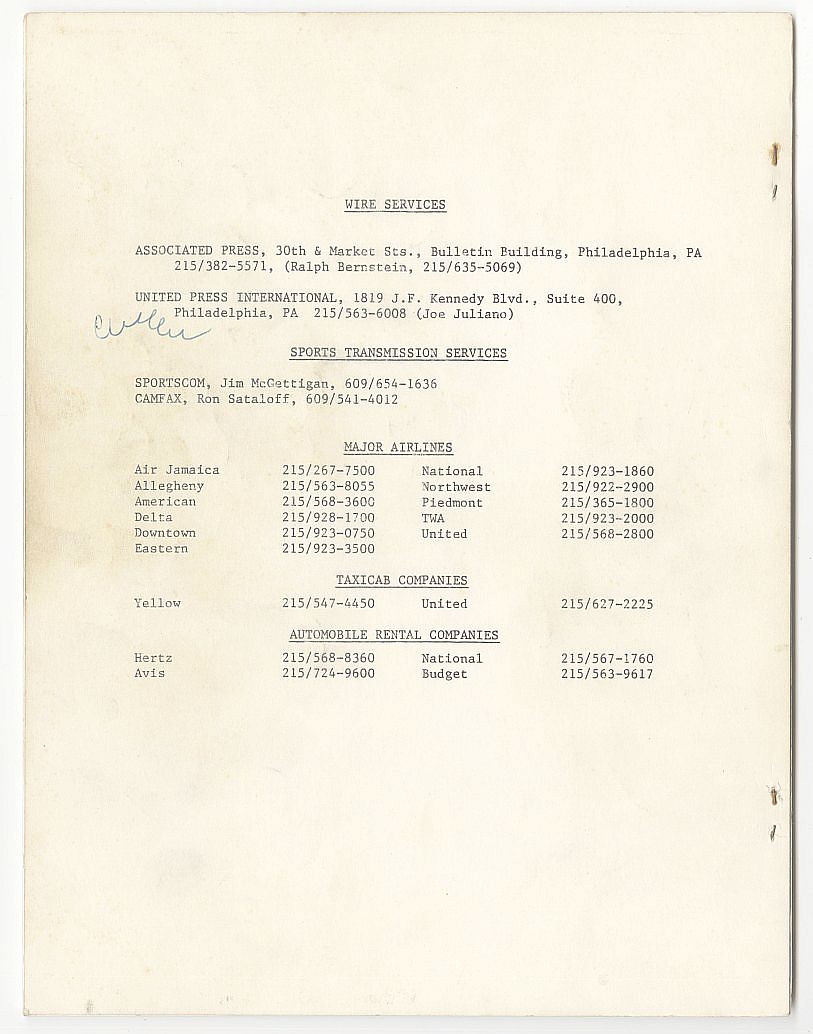 WIRE SERVICES
ASSOCIATED PRESS, 30th & Market Sts., Bulletin Building, Philadelphia, PA
215/382-5571, (Ralph Bernstein, 215/635-5069)
UNITED PRESS INTERNATIONAL, 1819 J.F. Kennedy Blvd., Suite 400,
Philadelphia, PA 215/563-6008 (Joe Juliano)
SPORTS TRANSMISSION SERVICES
SPORTSCOM, Jim McGettigan, 609/654-1636
CAMFAX, Ron Sataloff, 609/541-4012
MAJOR AIRLINES
Air Jamaica 215/267-7500 National 215/923-1860
Allegheny 215/563-8055 Northwest 215/922-2900
American 215/568-3600 Piedmont 215/365-1800
Delta 215/928-1700 TWA 215/923-2000
Downtown 215/923-0750 United 215/568-2800
Eastern 215/923-3500
TAXICAB COMPANIES
Yellow 215/547-4450 United 215/627-2225
AUTOMOBILE RENTAL COMPANIES
Hertz 215/568-8360 National 215/567-1760
Avis 215/724-9600 Budget 215/563-9617